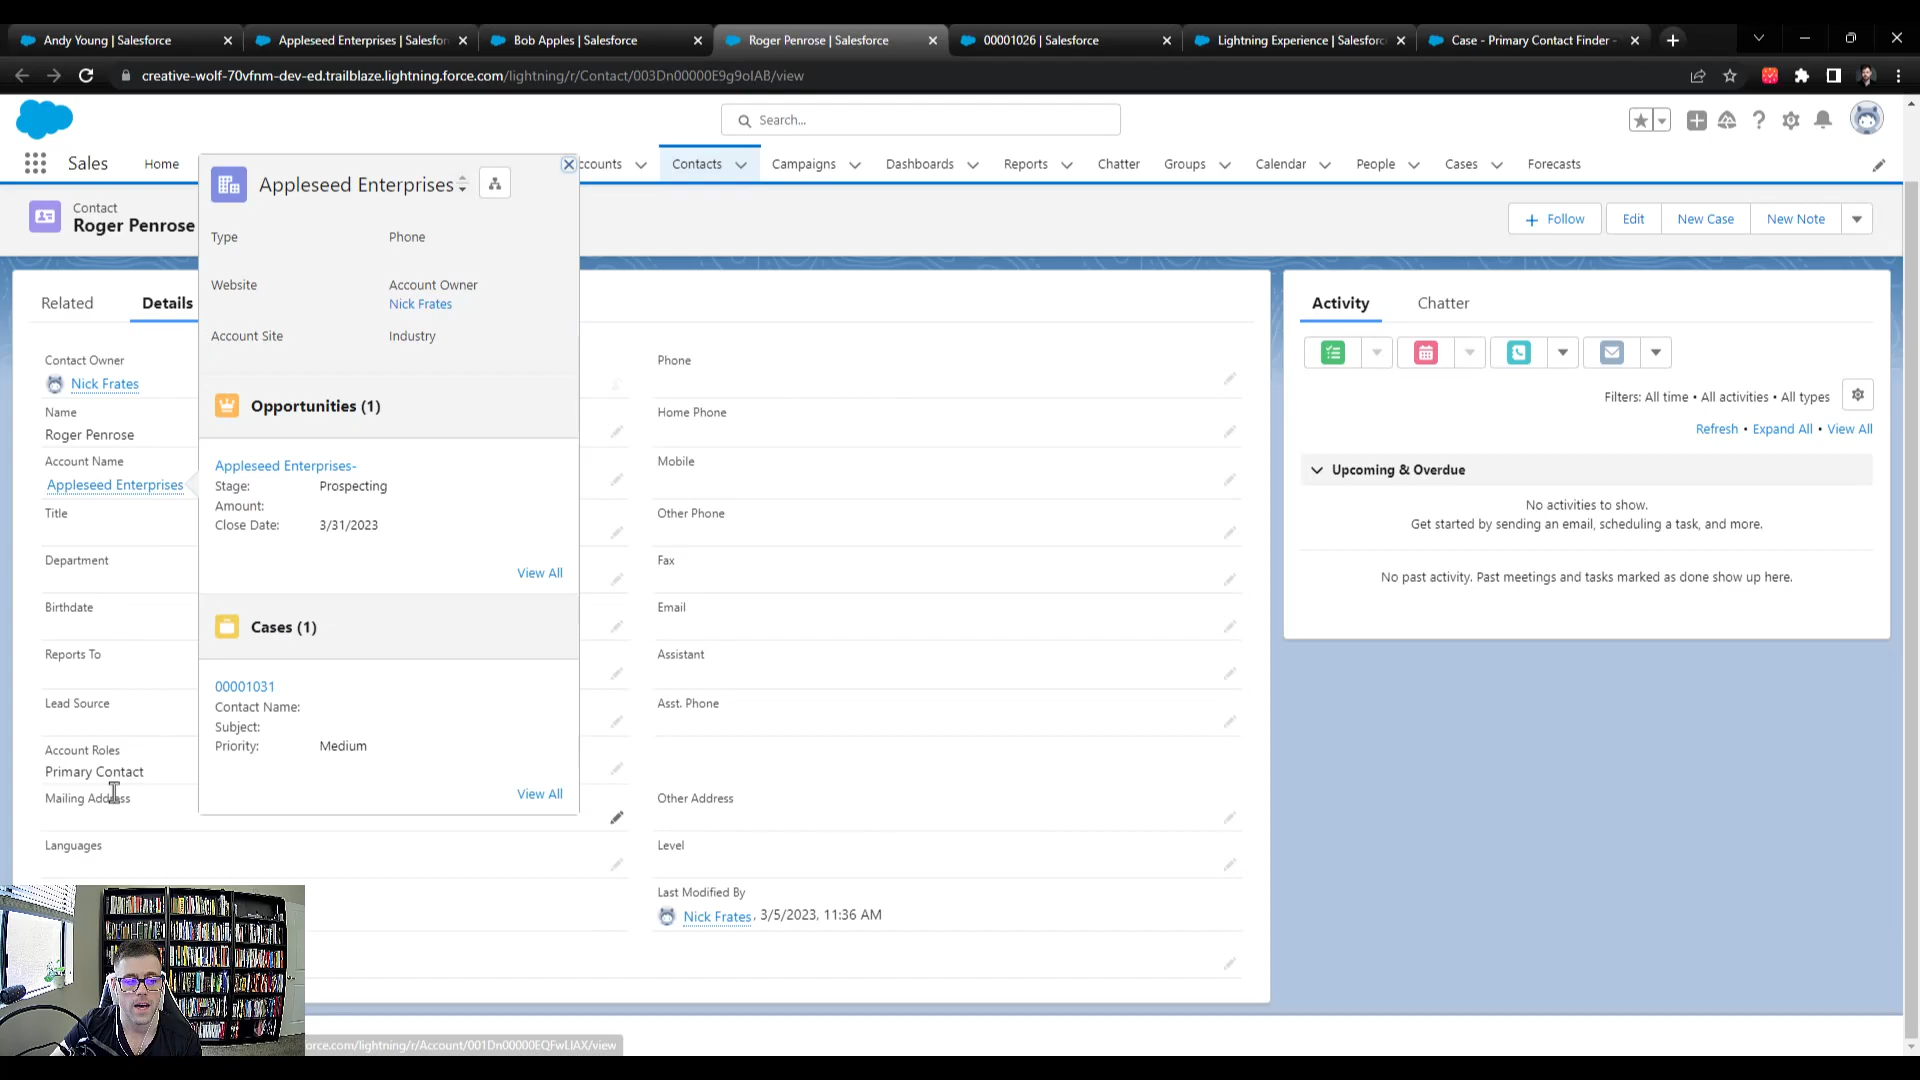 Andy Young | Salesforce
Appleseed Enterprises | Salesfor
Bob Apples | Salesforce
Roger Penrose | Salesforce
00001026 | Salesforce
Lightning Experience | Salesforc
Case - Primary Contact Finder -
creative-wolf-70vfnm-dev-ed.trailblaze.lightning.force.com/lightning/r/Contact/003Dn00000E9g9oIAB/view
Search...
Sales
Home
ccounts
Contacts
Campaigns
Dashboards
Reports
Chatter
Groups
Calendar
People
Cases
Forecasts
Contact
Roger Penrose
Follow
Edit
New Case
New Note
Appleseed Enterprises
Type
Phone
Website
Account Owner
Nick Frates
Account Site
Industry
Opportunities (1)
Appleseed Enterprises-
Stage: Prospecting
Amount:
Close Date: 3/31/2023
View All
Cases (1)
00001031
Contact Name:
Subject:
Priority: Medium
View All
Related
Details
Contact Owner
Nick Frates
Name
Roger Penrose
Account Name
Appleseed Enterprises
Title
Department
Birthdate
Reports To
Lead Source
Account Roles
Primary Contact
Mailing Address
Languages
Phone
Home Phone
Mobile
Other Phone
Fax
Email
Assistant
Asst. Phone
Other Address
Level
Last Modified By
Nick Frates, 3/5/2023, 11:36 AM
Activity
Chatter
Filters: All time • All activities • All types
Refresh • Expand All • View All
Upcoming & Overdue
No activities to show.
Get started by sending an email, scheduling a task, and more.
No past activity. Past meetings and tasks marked as done show up here.
orce.com/lightning/r/Account/001Dn00000EQFwLIAX/view